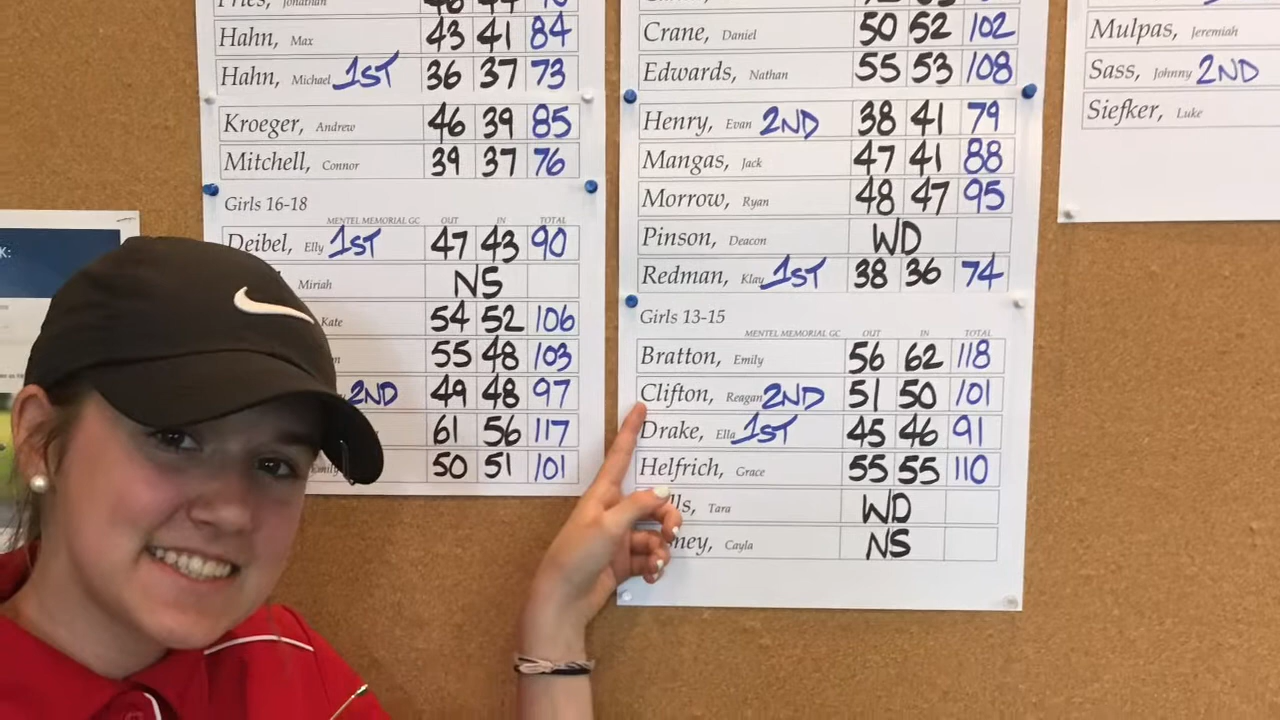 Fries, Jonathan
Hahn, Max 43 41 84
Hahn, Michael 1ST 36 37 73
Kroeger, Andrew 46 39 85
Mitchell, Connor 39 37 76
Girls 16-18
MENTEL MEMORIAL GC OUT IN TOTAL
Deibel, Elly 1ST 47 43 90
Miriah NS
Kate 54 52 106
55 48 103
2ND 49 48 97
61 56 117
50 51 101
Crane, Daniel 50 52 102
Edwards, Nathan 55 53 108
Henry, Evan 2ND 38 41 79
Mangas, Jack 47 41 88
Morrow, Ryan 48 47 95
Pinson, Deacon WD
Redman, Klay 1ST 38 36 74
Girls 13-15
MENTEL MEMORIAL GC OUT IN TOTAL
Bratton, Emily 56 62 118
Clifton, Reagan 2ND 51 50 101
Drake, Ella 1ST 45 46 91
Helfrich, Grace 55 55 110
Tara WD
Cayla NS
Mulpas, Jeremiah
Sass, Johnny 2ND
Siefker, Luke